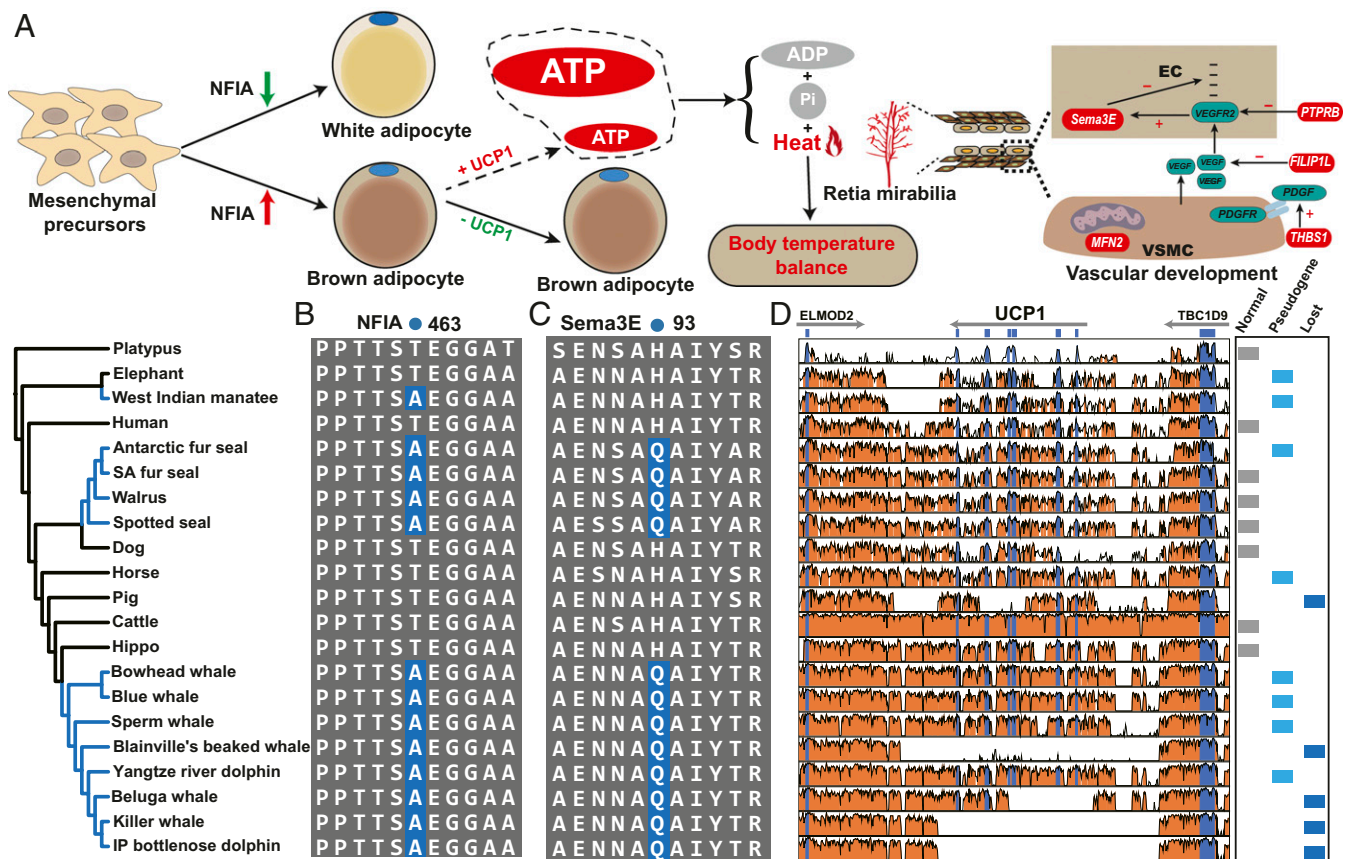 A
NFIA
White adipocyte
Mesenchymal
precursors
NFIA
Brown adipocyte
+ UCP1
- UCP1
ATP
ATP
Brown adipocyte
ADP
+
Pi
+
Heat
Body temperature
balance
Retia mirabilia
EC
−
Sema3E
+
VEGFR2
−
PTPRB
VEGF
VEGF
VEGF
−
FILIP1L
PDGF
PDGFR
+
THBS1
MFN2
VSMC
Vascular development
B
NFIA 463
C
Sema3E 93
D
ELMOD2
UCP1
TBC1D9
Normal
Pseudogene
Lost
Platypus PPTTSTEGGAT SENSAHAIYSR
Elephant PPTTSTEGGAA AENNAHAIYTR
West Indian manatee PPTTSAEGGAA AENNAHAIYTR
Human PPTTSTEGGAA AENNAHAIYTR
Antarctic fur seal PPTTSAEGGAA AENSAQAIYAR
SA fur seal PPTTSAEGGAA AENSAQAIYAR
Walrus PPTTSAEGGAA AENSAQAIYAR
Spotted seal PPTTSAEGGAA AESSAQAIYAR
Dog PPTTSTEGGAA AENSAHAIYTR
Horse PPTTSTEGGAA AESNAHAIYSR
Pig PPTTSTEGGAA AENSAHAIYSR
Cattle PPTTSTEGGAA AENSAHAIYTR
Hippo PPTTSTEGGAA AENNAHAIYTR
Bowhead whale PPTTSAEGGAA AENNAQAIYTR
Blue whale PPTTSAEGGAA AENNAQAIYTR
Sperm whale PPTTSAEGGAA AENNAQAIYTR
Blainville's beaked whale PPTTSAEGGAA AENNAQAIYTR
Yangtze river dolphin PPTTSAEGGAA AENNAQAIYTR
Beluga whale PPTTSAEGGAA AENNAQAIYTR
Killer whale PPTTSAEGGAA AENNAQAIYTR
IP bottlenose dolphin PPTTSAEGGAA AENNAQAIYTR